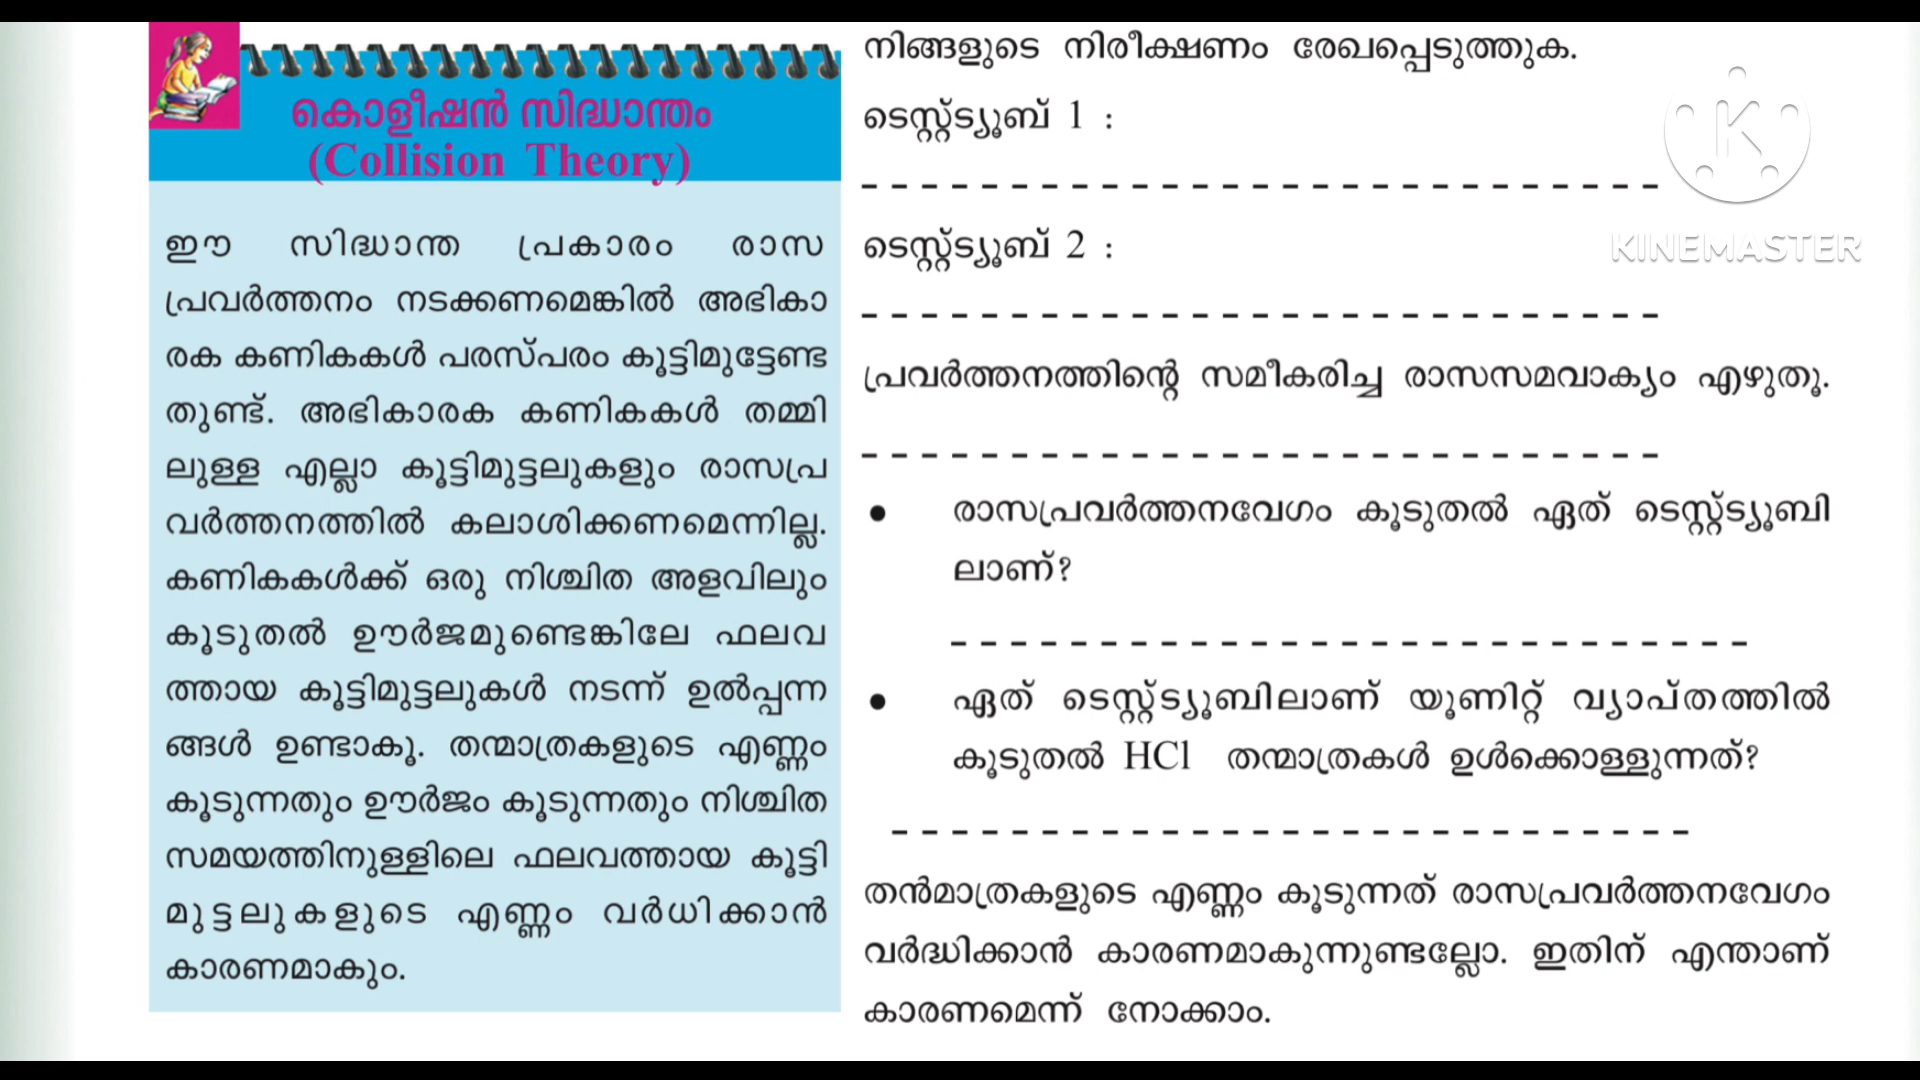 കൊളീഷൻ സിദ്ധാന്തം
(Collision Theory)
ഈ സിദ്ധാന്ത പ്രകാരം രാസ
പ്രവർത്തനം നടക്കണമെങ്കിൽ അഭികാ
രക കണികകൾ പരസ്പരം കൂട്ടിമുട്ടേണ്ട
തുണ്ട്. അഭികാരക കണികകൾ തമ്മി
ലുള്ള എല്ലാ കൂട്ടിമുട്ടലുകളും രാസപ്ര
വർത്തനത്തിൽ കലാശിക്കണമെന്നില്ല.
കണികകൾക്ക് ഒരു നിശ്ചിത അളവിലും
കൂടുതൽ ഊർജമുണ്ടെങ്കിലേ ഫലവ
ത്തായ കൂട്ടിമുട്ടലുകൾ നടന്ന് ഉൽപ്പന്ന
ങ്ങൾ ഉണ്ടാകൂ. തന്മാത്രകളുടെ എണ്ണം
കൂടുന്നതും ഊർജം കൂടുന്നതും നിശ്ചിത
സമയത്തിനുള്ളിലെ ഫലവത്തായ കൂട്ടി
മുട്ടലുകളുടെ എണ്ണം വർധിക്കാൻ
കാരണമാകും.
നിങ്ങളുടെ നിരീക്ഷണം രേഖപ്പെടുത്തുക.
ടെസ്റ്റ്ട്യൂബ് 1 :
ടെസ്റ്റ്ട്യൂബ് 2 :
പ്രവർത്തനത്തിന്റെ സമീകരിച്ച രാസസമവാക്യം എഴുതൂ.
• രാസപ്രവർത്തനവേഗം കൂടുതൽ ഏത് ടെസ്റ്റ്ട്യൂബി
ലാണ്?
• ഏത് ടെസ്റ്റ്ട്യൂബിലാണ് യൂണിറ്റ് വ്യാപ്തത്തിൽ
കൂടുതൽ HCl തന്മാത്രകൾ ഉൾക്കൊള്ളുന്നത്?
തൻമാത്രകളുടെ എണ്ണം കൂടുന്നത് രാസപ്രവർത്തനവേഗം
വർദ്ധിക്കാൻ കാരണമാകുന്നുണ്ടല്ലോ. ഇതിന് എന്താണ്
കാരണമെന്ന് നോക്കാം.
K
KINEMASTER